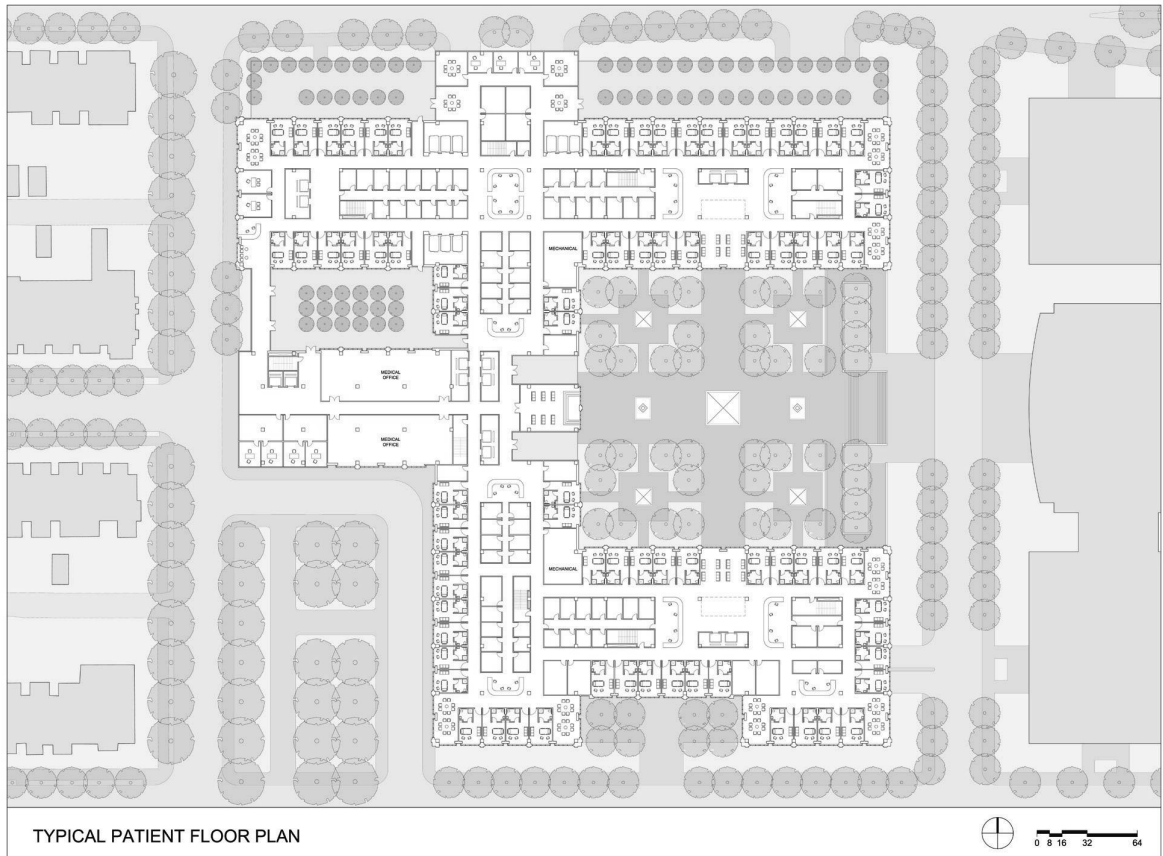 MECHANICAL
MEDICAL
OFFICE
MEDICAL
OFFICE
MECHANICAL
TYPICAL PATIENT FLOOR PLAN
0 8 16 32 64